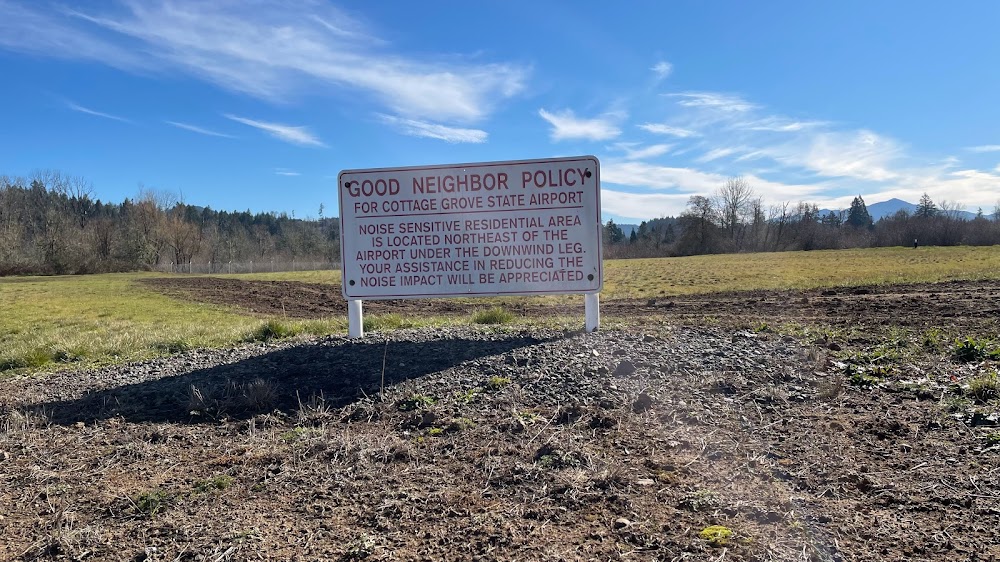 GOOD NEIGHBOR POLICY
FOR COTTAGE GROVE STATE AIRPORT
NOISE SENSITIVE RESIDENTIAL AREA
IS LOCATED NORTHEAST OF THE
AIRPORT UNDER THE DOWNWIND LEG.
YOUR ASSISTANCE IN REDUCING THE
NOISE IMPACT WILL BE APPRECIATED